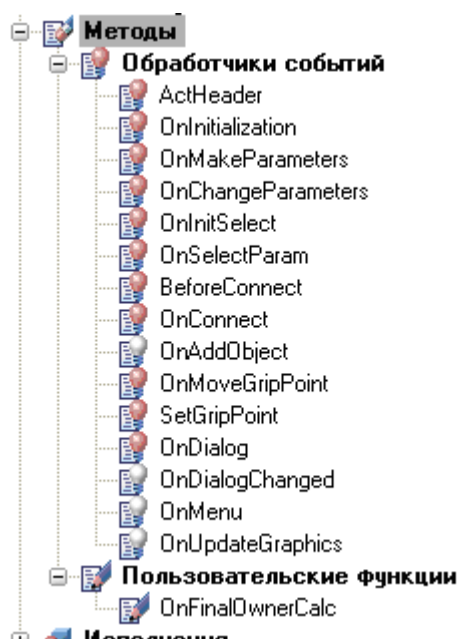 Методы
Обработчики событий
ActHeader
OnInitialization
OnMakeParameters
OnChangeParameters
OnInitSelect
OnSelectParam
BeforeConnect
OnConnect
OnAddObject
OnMoveGripPoint
SetGripPoint
OnDialog
OnDialogChanged
OnMenu
OnUpdateGraphics
Пользовательские функции
OnFinalOwnerCalc
Исполнения